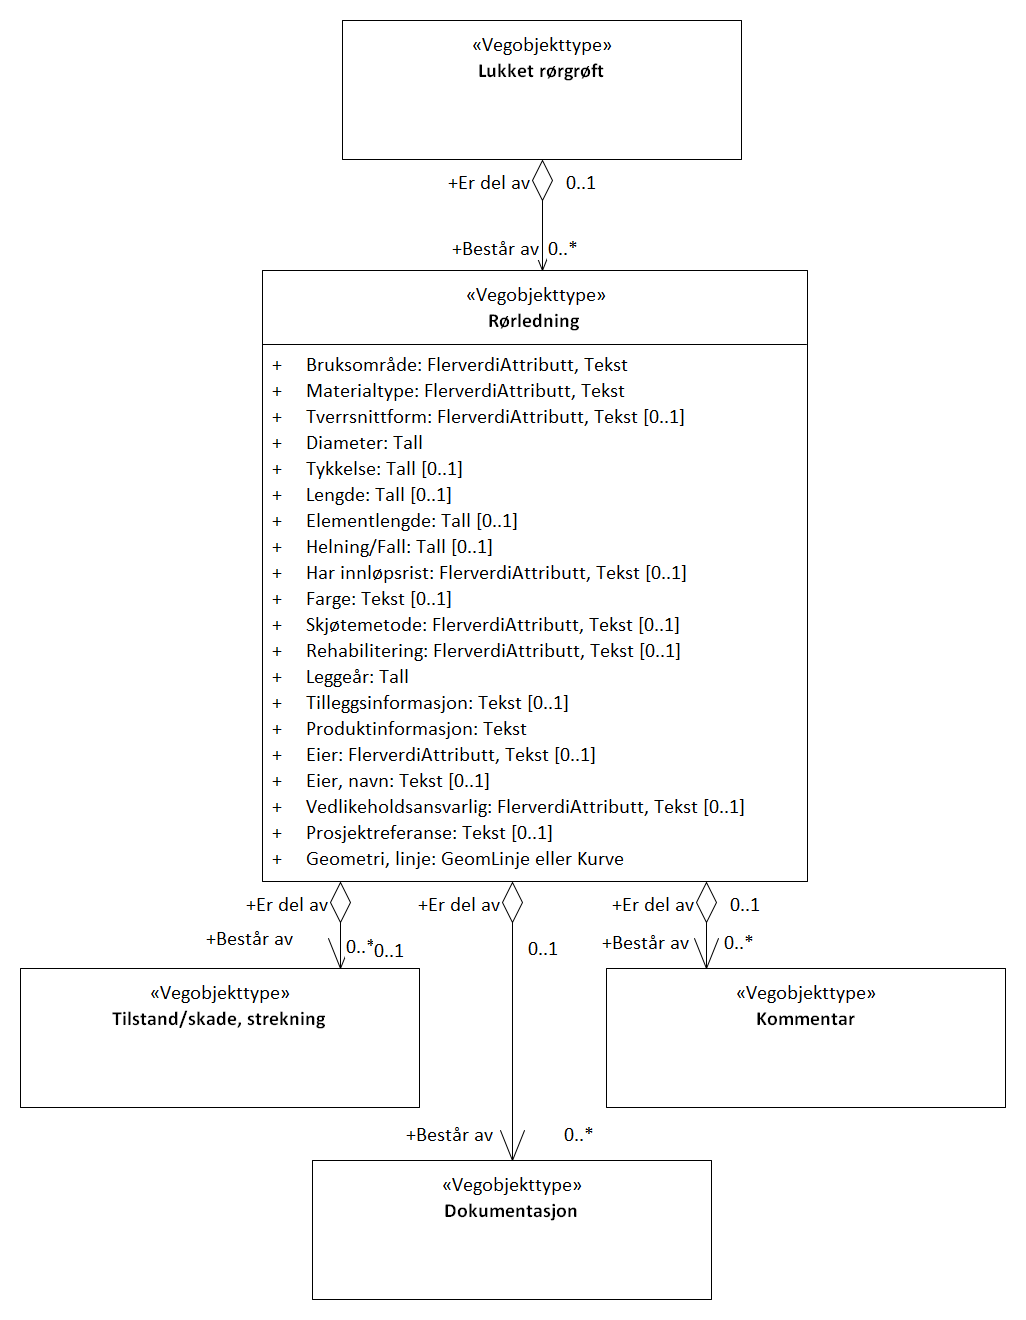 «Vegobjekttype»
Lukket rørgrøft
+Er del av 0..1
+Består av 0..*
«Vegobjekttype»
Rørledning
+ Bruksområde: FlerverdiAttributt, Tekst
+ Materialtype: FlerverdiAttributt, Tekst
+ Tverrsnittform: FlerverdiAttributt, Tekst [0..1]
+ Diameter: Tall
+ Tykkelse: Tall [0..1]
+ Lengde: Tall [0..1]
+ Elementlengde: Tall [0..1]
+ Helning/Fall: Tall [0..1]
+ Har innløpsrist: FlerverdiAttributt, Tekst [0..1]
+ Farge: Tekst [0..1]
+ Skjøtemetode: FlerverdiAttributt, Tekst [0..1]
+ Rehabilitering: FlerverdiAttributt, Tekst [0..1]
+ Leggeår: Tall
+ Tilleggsinformasjon: Tekst [0..1]
+ Produktinformasjon: Tekst
+ Eier: FlerverdiAttributt, Tekst [0..1]
+ Eier, navn: Tekst [0..1]
+ Vedlikeholdsansvarlig: FlerverdiAttributt, Tekst [0..1]
+ Prosjektreferanse: Tekst [0..1]
+ Geometri, linje: GeomLinje eller Kurve
+Er del av +Er del av +Er del av 0..1
+Består av 0..* 0..1 0..1 +Består av 0..*
«Vegobjekttype» «Vegobjekttype»
Tilstand/skade, strekning Kommentar
+Består av 0..*
«Vegobjekttype»
Dokumentasjon